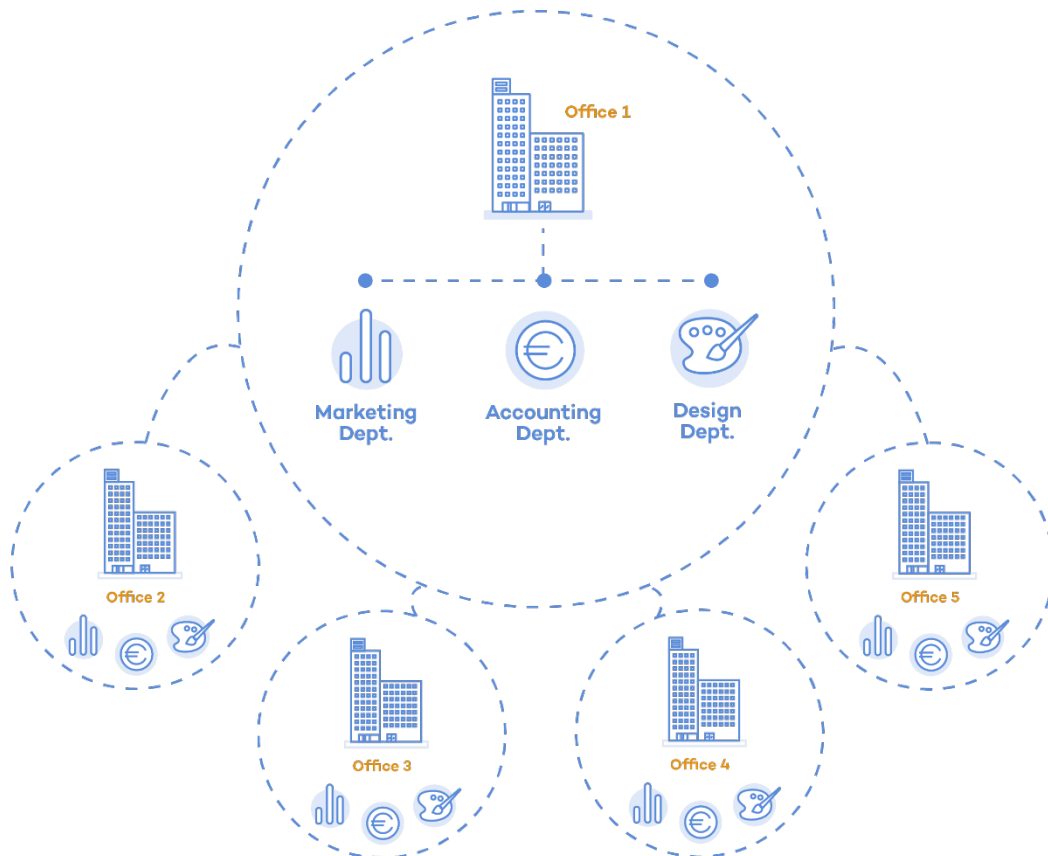 Office 1
Marketing
Dept.
Accounting
Dept.
Design
Dept.
Office 2
Office 5
Office 3
Office 4